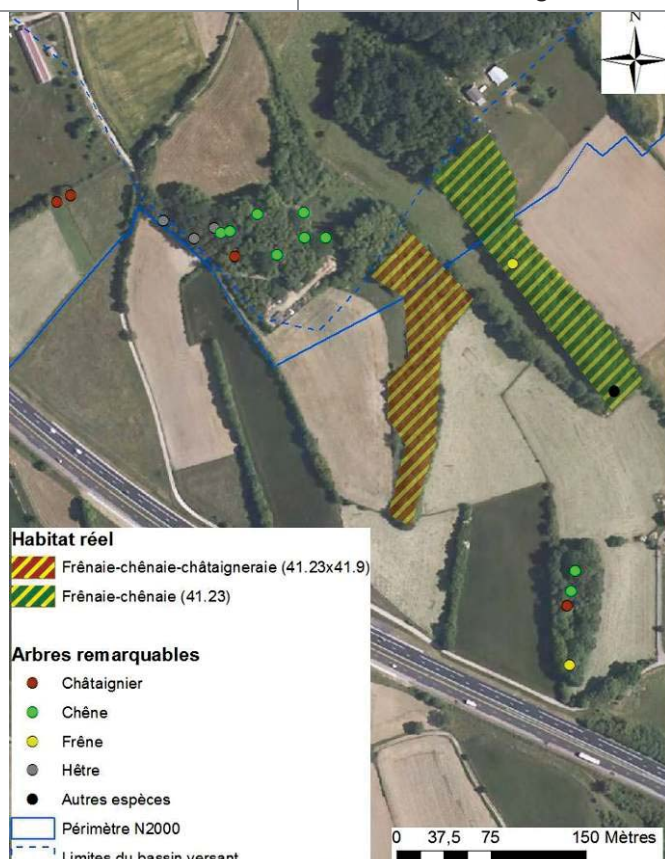 N
Habitat réel
Frênaie-chênaie-châtaigneraie (41.23x41.9)
Frênaie-chênaie (41.23)
Arbres remarquables
Châtaignier
Chêne
Frêne
Hêtre
Autres espèces
Périmètre N2000
Limites du bassin versant
0 37,5 75 150 Mètres